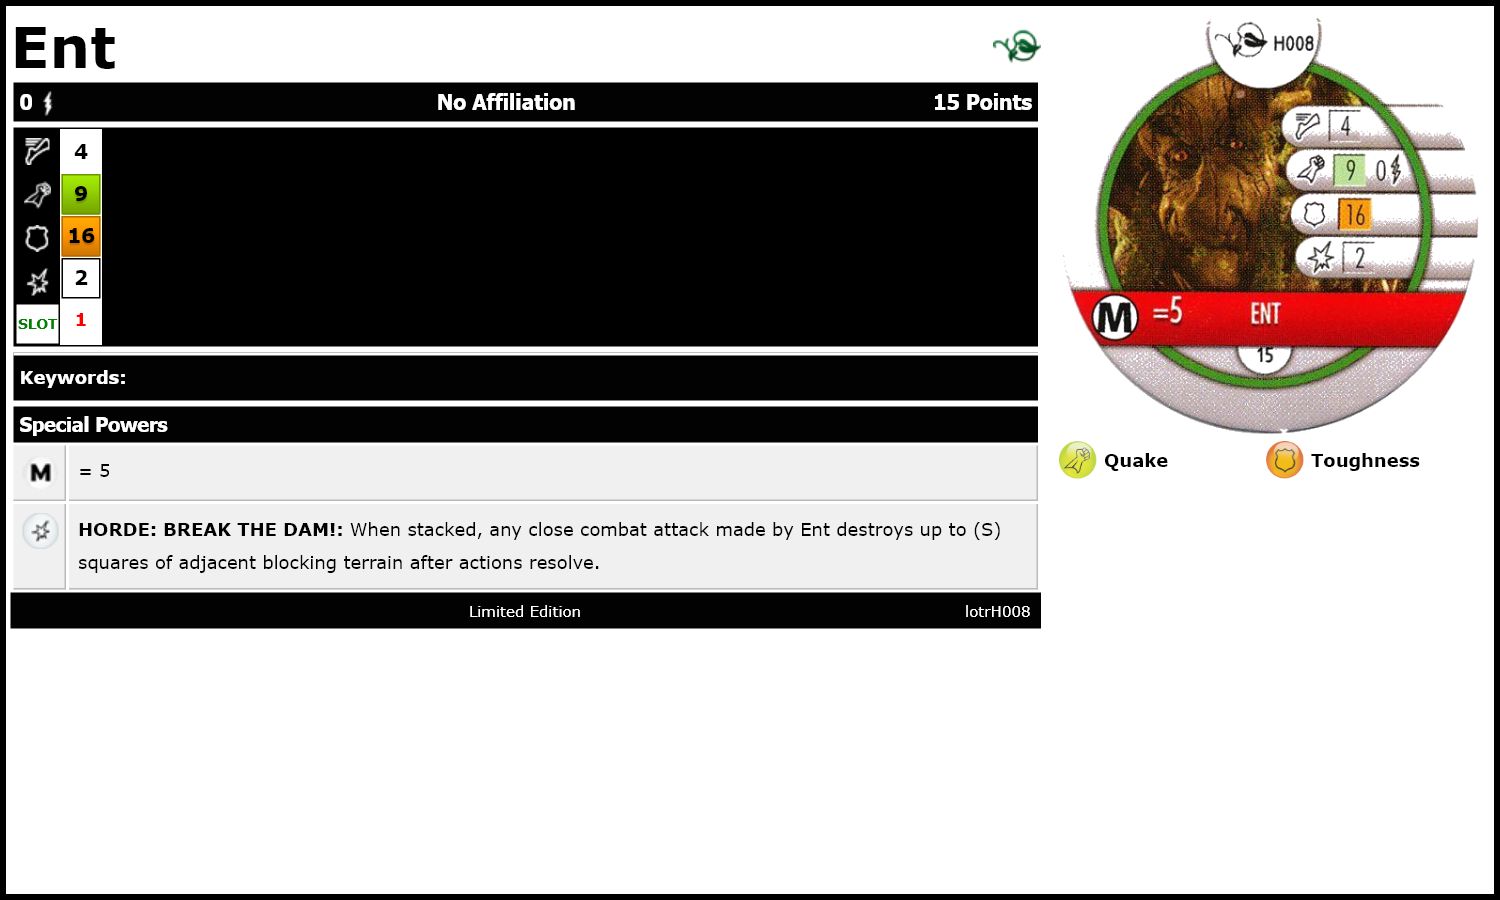 Ent
0 No Affiliation 15 Points
4
9
16
2
SLOT 1
Keywords:
Special Powers
M = 5
HORDE: BREAK THE DAM!: When stacked, any close combat attack made by Ent destroys up to (S)
squares of adjacent blocking terrain after actions resolve.
Limited Edition lotrH008
H008
4
9 0
16
2
M =5 ENT
15
Quake Toughness